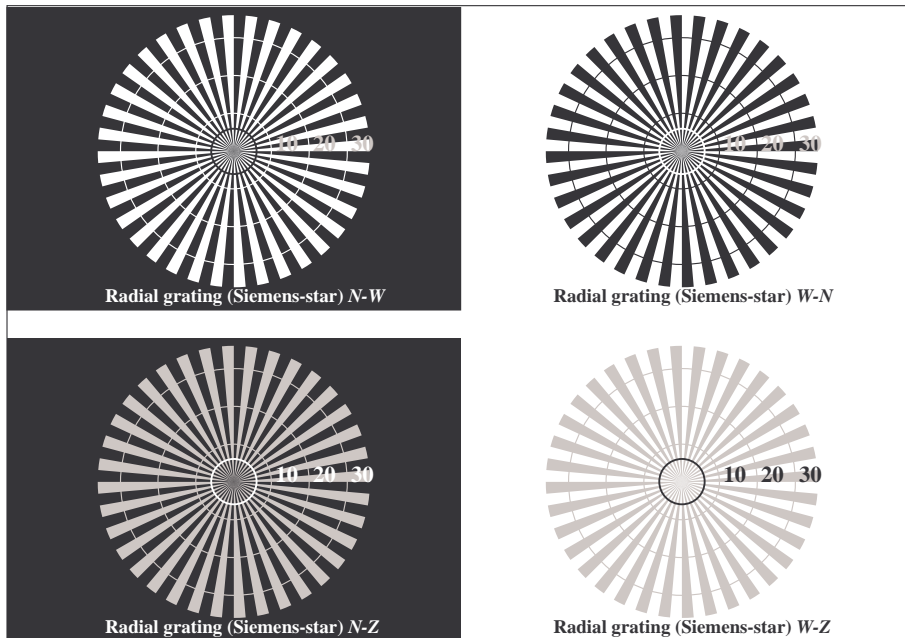 10 20 30
Radial grating (Siemens-star) N-W
10 20 30
Radial grating (Siemens-star) W-N
10 20 30
Radial grating (Siemens-star) N-Z
10 20 30
Radial grating (Siemens-star) W-Z